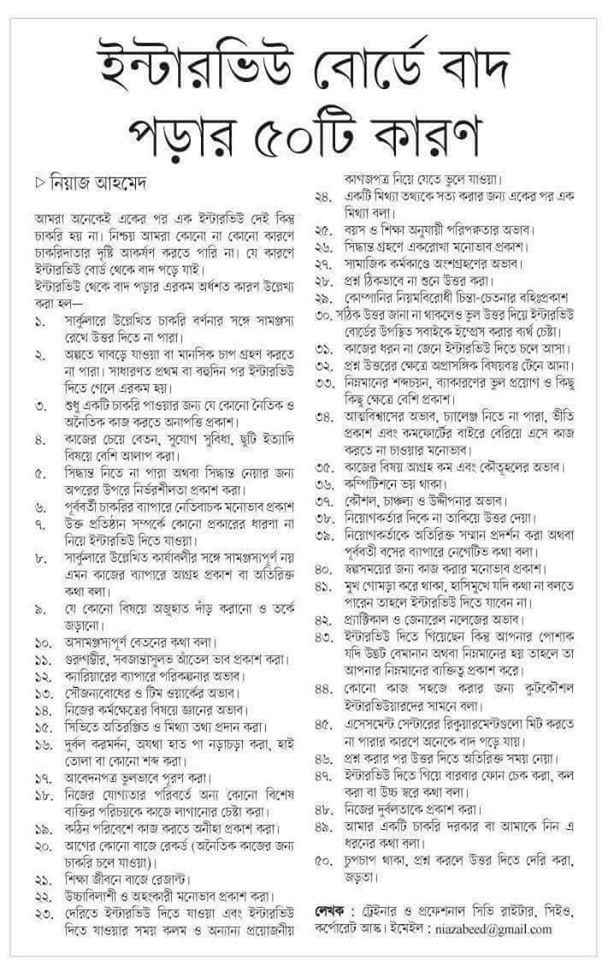 ইন্টারভিউ বোর্ডে বাদ
পড়ার ৫০টি কারণ
▷ নিয়াজ আহমেদ
আমরা অনেকেই একের পর এক ইন্টারভিউ দেই কিন্তু
চাকরি হয় না। নিশ্চয় আমরা কোনো না কোনো কারণে
চাকরিদাতার দৃষ্টি আকর্ষণ করতে পারি না। যে কারণে
ইন্টারভিউ বোর্ড থেকে বাদ পড়ে যাই।
ইন্টারভিউ থেকে বাদ পড়ার এরকম অর্ধশত কারণ উল্লেখ্য
করা হল—
১. সার্কুলারে উল্লেখিত চাকরি বর্ণনার সঙ্গে সামঞ্জস্য
রেখে উত্তর দিতে না পারা।
২. অল্পতে ঘাবড়ে যাওয়া বা মানসিক চাপ গ্রহণ করতে
না পারা। সাধারণত প্রথম বা বহুদিন পর ইন্টারভিউ
দিতে গেলে এরকম হয়।
৩. শুধু একটি চাকরি পাওয়ার জন্য যে কোনো নৈতিক ও
অনৈতিক কাজ করতে অনাপত্তি প্রকাশ।
৪. কাজের চেয়ে বেতন, সুযোগ সুবিধা, ছুটি ইত্যাদি
বিষয়ে বেশি আলাপ করা।
৫. সিদ্ধান্ত নিতে না পারা অথবা সিদ্ধান্ত নেয়ার জন্য
অপরের উপরে নির্ভরশীলতা প্রকাশ করা।
৬. পূর্ববর্তী চাকরির ব্যাপারে নেতিবাচক মনোভাব প্রকাশ
৭. উক্ত প্রতিষ্ঠান সম্পর্কে কোনো প্রকারের ধারণা না
নিয়ে ইন্টারভিউ দিতে যাওয়া।
৮. সার্কুলারে উল্লেখিত কার্যাবলীর সঙ্গে সামঞ্জস্যপূর্ণ নয়
এমন কাজের ব্যাপারে আগ্রহ প্রকাশ বা অতিরিক্ত
কথা বলা।
৯. যে কোনো বিষয়ে অজুহাত দাঁড় করানো ও তর্কে
জড়ানো।
১০. অসামঞ্জস্যপূর্ণ বেতনের কথা বলা।
১১. গুরুগম্ভীর, সবজান্তাসুলভ আঁতেল ভাব প্রকাশ করা।
১২. ক্যারিয়ারের ব্যাপারে পরিকল্পনার অভাব।
১৩. সৌজন্যবোধের ও টিম ওয়ার্কের অভাব।
১৪. নিজের কর্মক্ষেত্রের বিষয়ে জ্ঞানের অভাব।
১৫. সিভিতে অতিরঞ্জিত ও মিথ্যা তথ্য প্রদান করা।
১৬. দুর্বল করমর্দন, অযথা হাত পা নড়াচড়া করা, হাই
তোলা বা কোনো শব্দ করা।
১৭. আবেদনপত্র ভুলভাবে পূরণ করা।
১৮. নিজের যোগ্যতার পরিবর্তে অন্য কোনো বিশেষ
ব্যক্তির পরিচয়কে কাজে লাগানোর চেষ্টা করা।
১৯. কঠিন পরিবেশে কাজ করতে অনীহা প্রকাশ করা।
২০. আগের কোনো বাজে রেকর্ড (অনৈতিক কাজের জন্য
চাকরি চলে যাওয়া)।
২১. শিক্ষা জীবনে বাজে রেজাল্ট।
২২. উচ্চাবিলাশী ও অহংকারী মনোভাব প্রকাশ করা।
২৩. দেরিতে ইন্টারভিউ দিতে যাওয়া এবং ইন্টারভিউ
দিতে যাওয়ার সময় কলম ও অন্যান্য প্রয়োজনীয়
কাগজপত্র নিয়ে যেতে ভুলে যাওয়া।
২৪. একটি মিথ্যা তথ্যকে সত্য করার জন্য একের পর এক
মিথ্যা বলা।
২৫. বয়স ও শিক্ষা অনুযায়ী পরিপক্বতার অভাব।
২৬. সিদ্ধান্ত গ্রহণে একরোখা মনোভাব প্রকাশ।
২৭. সামাজিক কর্মকাণ্ডে অংশগ্রহণের অভাব।
২৮. প্রশ্ন ঠিকভাবে না শুনে উত্তর করা।
২৯. কোম্পানির নিয়মবিরোধী চিন্তা-চেতনার বহিঃপ্রকাশ
৩০. সঠিক উত্তর জানা না থাকলেও ভুল উত্তর দিয়ে ইন্টারভিউ
বোর্ডের উপস্থিত সবাইকে ইম্প্রেস করার ব্যর্থ চেষ্টা।
৩১. কাজের ধরন না জেনে ইন্টারভিউ দিতে চলে আসা।
৩২. প্রশ্ন উত্তরের ক্ষেত্রে অপ্রাসঙ্গিক বিষয়বস্তু টেনে আনা।
৩৩. নিম্নমানের শব্দচয়ন, ব্যাকারণের ভুল প্রয়োগ ও কিছু
কিছু ক্ষেত্রে বেশি প্রকাশ।
৩৪. আত্মবিশ্বাসের অভাব, চ্যালেঞ্জ নিতে না পারা, ভীতি
প্রকাশ এবং কমফোর্টের বাইরে বেরিয়ে এসে কাজ
করতে না চাওয়ার মনোভাব।
৩৫. কাজের বিষয় আগ্রহ কম এবং কৌতূহলের অভাব।
৩৬. কম্পিটিশনে ভয় থাকা।
৩৭. কৌশল, চাঞ্চল্য ও উদ্দীপনার অভাব।
৩৮. নিয়োগকর্তার দিকে না তাকিয়ে উত্তর দেয়া।
৩৯. নিয়োগকর্তাকে অতিরিক্ত সম্মান প্রদর্শন করা অথবা
পূর্ববর্তী বসের ব্যাপারে নেগেটিভ কথা বলা।
৪০. স্বল্পসময়ের জন্য কাজ করার মনোভাব প্রকাশ।
৪১. মুখ গোমড়া করে থাকা, হাসিমুখে যদি কথা না বলতে
পারেন তাহলে ইন্টারভিউ দিতে যাবেন না।
৪২. প্র্যাক্টিকাল ও জেনারেল নলেজের অভাব।
৪৩. ইন্টারভিউ দিতে গিয়েছেন কিন্তু আপনার পোশাক
যদি উদ্ভট বেমানান অথবা নিম্নমানের হয় তাহলে তা
আপনার নিম্নমানের ব্যক্তিত্ব প্রকাশ করে।
৪৪. কোনো কাজ সহজে করার জন্য কুটকৌশল
ইন্টারভিউয়ারদের সামনে বলা।
৪৫. এসেসমেন্ট সেন্টারের রিকুয়ারমেন্টগুলো মিট করতে
না পারার কারণে অনেকে বাদ পড়ে যায়।
৪৬. প্রশ্ন করার পর উত্তর দিতে অতিরিক্ত সময় নেয়া।
৪৭. ইন্টারভিউ দিতে গিয়ে বারবার ফোন চেক করা, কল
করা বা উচ্চ স্বরে কথা বলা।
৪৮. নিজের দুর্বলতাকে প্রকাশ করা।
৪৯. আমার একটি চাকরি দরকার বা আমাকে নিন এ
ধরনের কথা বলা।
৫০. চুপচাপ থাকা, প্রশ্ন করলে উত্তর দিতে দেরি করা,
জড়তা।
লেখক : ট্রেইনার ও প্রফেশনাল সিভি রাইটার, সিইও,
কর্পোরেট আস্ক। ইমেইল : niazabeed@gmail.com